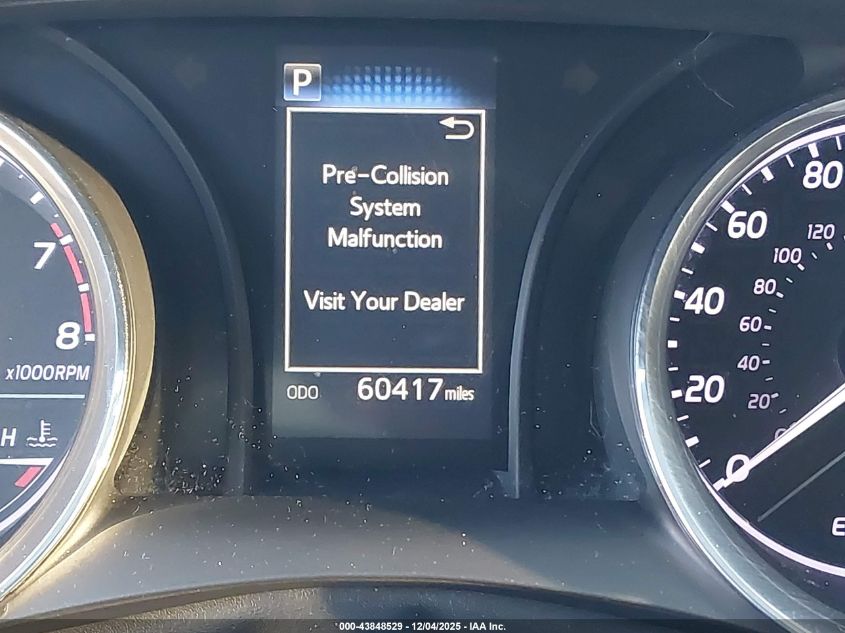 P
Pre-Collision
System
Malfunction
Visit Your Dealer
ODO 60417 miles
7
8
x1000RPM
H
80
60
40
20
0
120
100
80
60
40
20
E
000-43848529 - 12/04/2025 - IAA Inc.